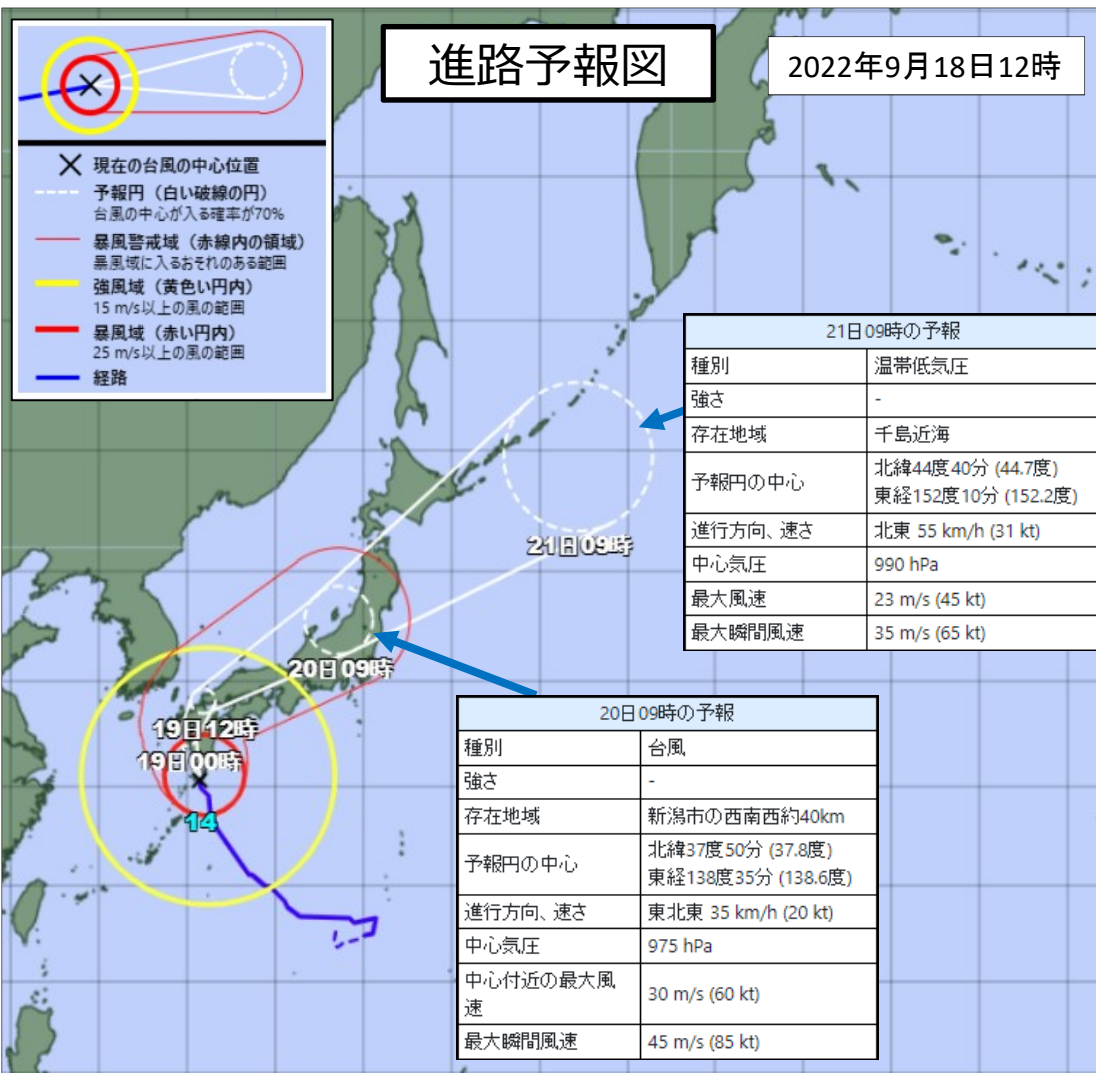 進路予報図
2022年9月18日12時
現在の台風の中心位置
予報円（白い破線の円）
台風の中心が入る確率が70%
暴風警戒域（赤線内の領域）
暴風域に入るおそれのある範囲
強風域（黄色い円内）
15 m/s以上の風の範囲
暴風域（赤い円内）
25 m/s以上の風の範囲
経路
21日09時の予報
種別 温帯低気圧
強さ -
存在地域 千島近海
予報円の中心 北緯44度40分 (44.7度)
東経152度10分 (152.2度)
進行方向、速さ 北東 55 km/h (31 kt)
中心気圧 990 hPa
最大風速 23 m/s (45 kt)
最大瞬間風速 35 m/s (65 kt)
21日09時
20日09時
19日12時
19日00時
14
20日09時の予報
種別 台風
強さ -
存在地域 新潟市の西南西約40km
予報円の中心 北緯37度50分 (37.8度)
東経138度35分 (138.6度)
進行方向、速さ 東北東 35 km/h (20 kt)
中心気圧 975 hPa
中心付近の最大風
速 30 m/s (60 kt)
最大瞬間風速 45 m/s (85 kt)